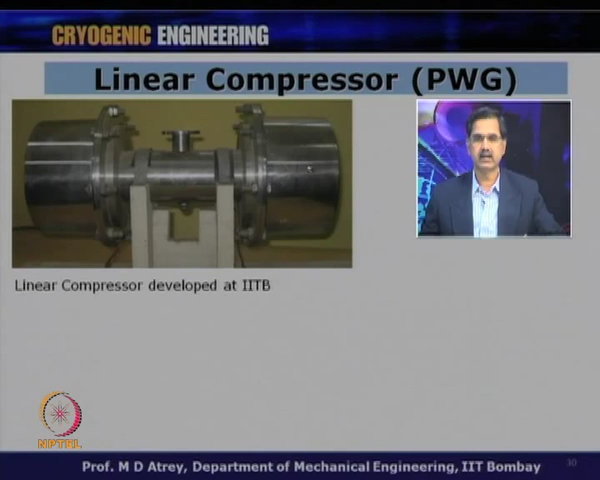 CRYOGENIC ENGINEERING
Linear Compressor (PWG)
Linear Compressor developed at IITB
NPTEL
Prof. M D Atrey, Department of Mechanical Engineering, IIT Bombay
30